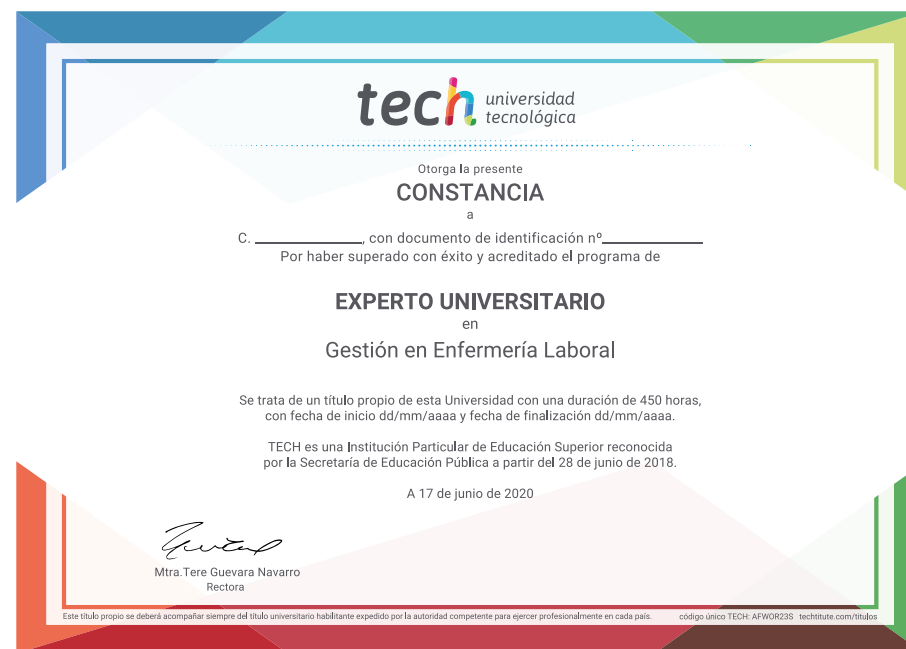 tech universidad
tecnológica
Otorga la presente
CONSTANCIA
a
C. ____________, con documento de identificación nº____________
Por haber superado con éxito y acreditado el programa de
EXPERTO UNIVERSITARIO
en
Gestión en Enfermería Laboral
Se trata de un título propio de esta Universidad con una duración de 450 horas,
con fecha de inicio dd/mm/aaaa y fecha de finalización dd/mm/aaaa.
TECH es una Institución Particular de Educación Superior reconocida
por la Secretaría de Educación Pública a partir del 28 de junio de 2018.
A 17 de junio de 2020
Mtra.Tere Guevara Navarro
Rectora
Este título propio se deberá acompañar siempre del título universitario habilitante expedido por la autoridad competente para ejercer profesionalmente en cada país. código único TECH: AFWOR23S techtitute.com/titulos